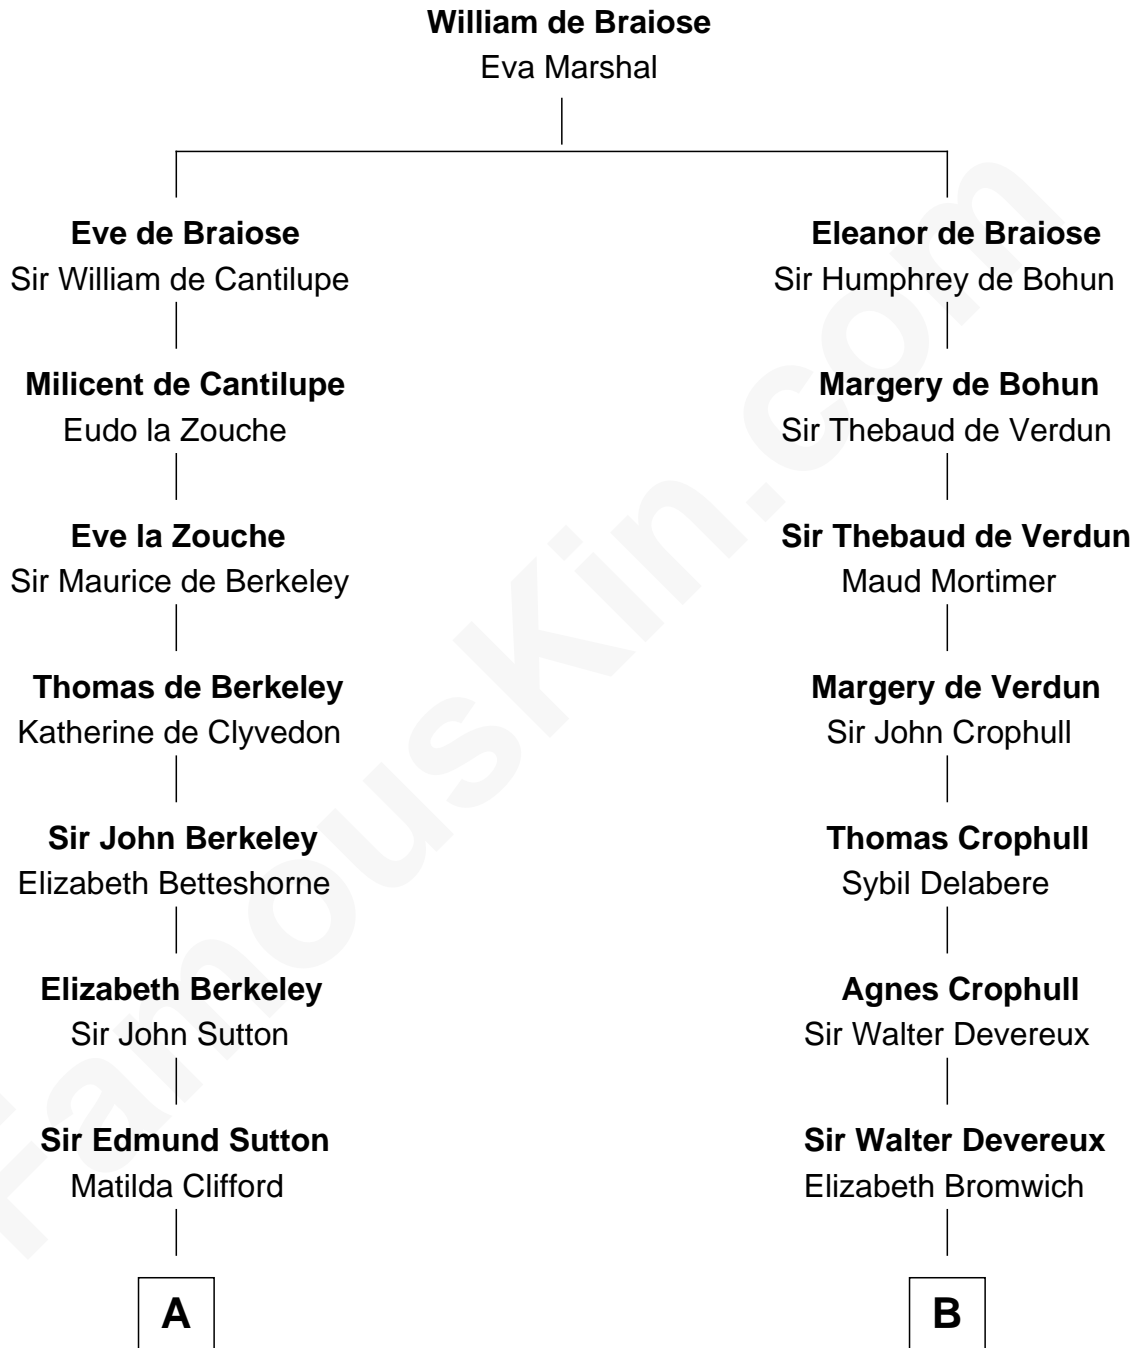 William de Braiose
Eva Marshal
Eve de Braiose
Sir William de Cantilupe
Milicent de Cantilupe
Eudo la Zouche
Eve la Zouche
Sir Maurice de Berkeley
Thomas de Berkeley
Katherine de Clyvedon
Sir John Berkeley
Elizabeth Betteshorne
Elizabeth Berkeley
Sir John Sutton
Sir Edmund Sutton
Matilda Clifford
A
Eleanor de Braiose
Sir Humphrey de Bohun
Margery de Bohun
Sir Thebaud de Verdun
Sir Thebaud de Verdun
Maud Mortimer
Margery de Verdun
Sir John Crophull
Thomas Crophull
Sybil Delabere
Agnes Crophull
Sir Walter Devereux
Sir Walter Devereux
Elizabeth Bromwich
B
FamousKin.com